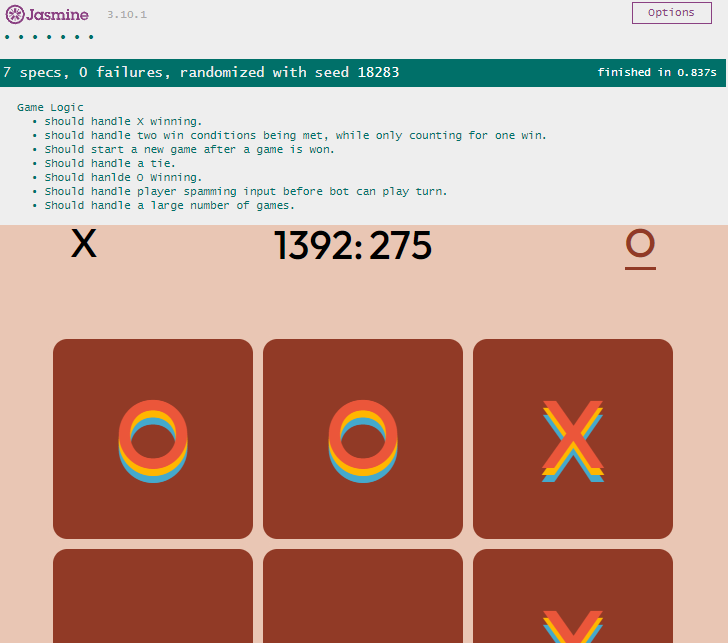 Jasmine 3.10.1 Options
• • • • • • •
7 specs, 0 failures, randomized with seed 18283 finished in 0.837s
Game Logic
• should handle X winning.
• should handle two win conditions being met, while only counting for one win.
• Should start a new game after a game is won.
• Should handle a tie.
• Should hanlde O Winning.
• Should handle player spamming input before bot can play turn.
• Should handle a large number of games.
X 1392: 275 O
O O X
X